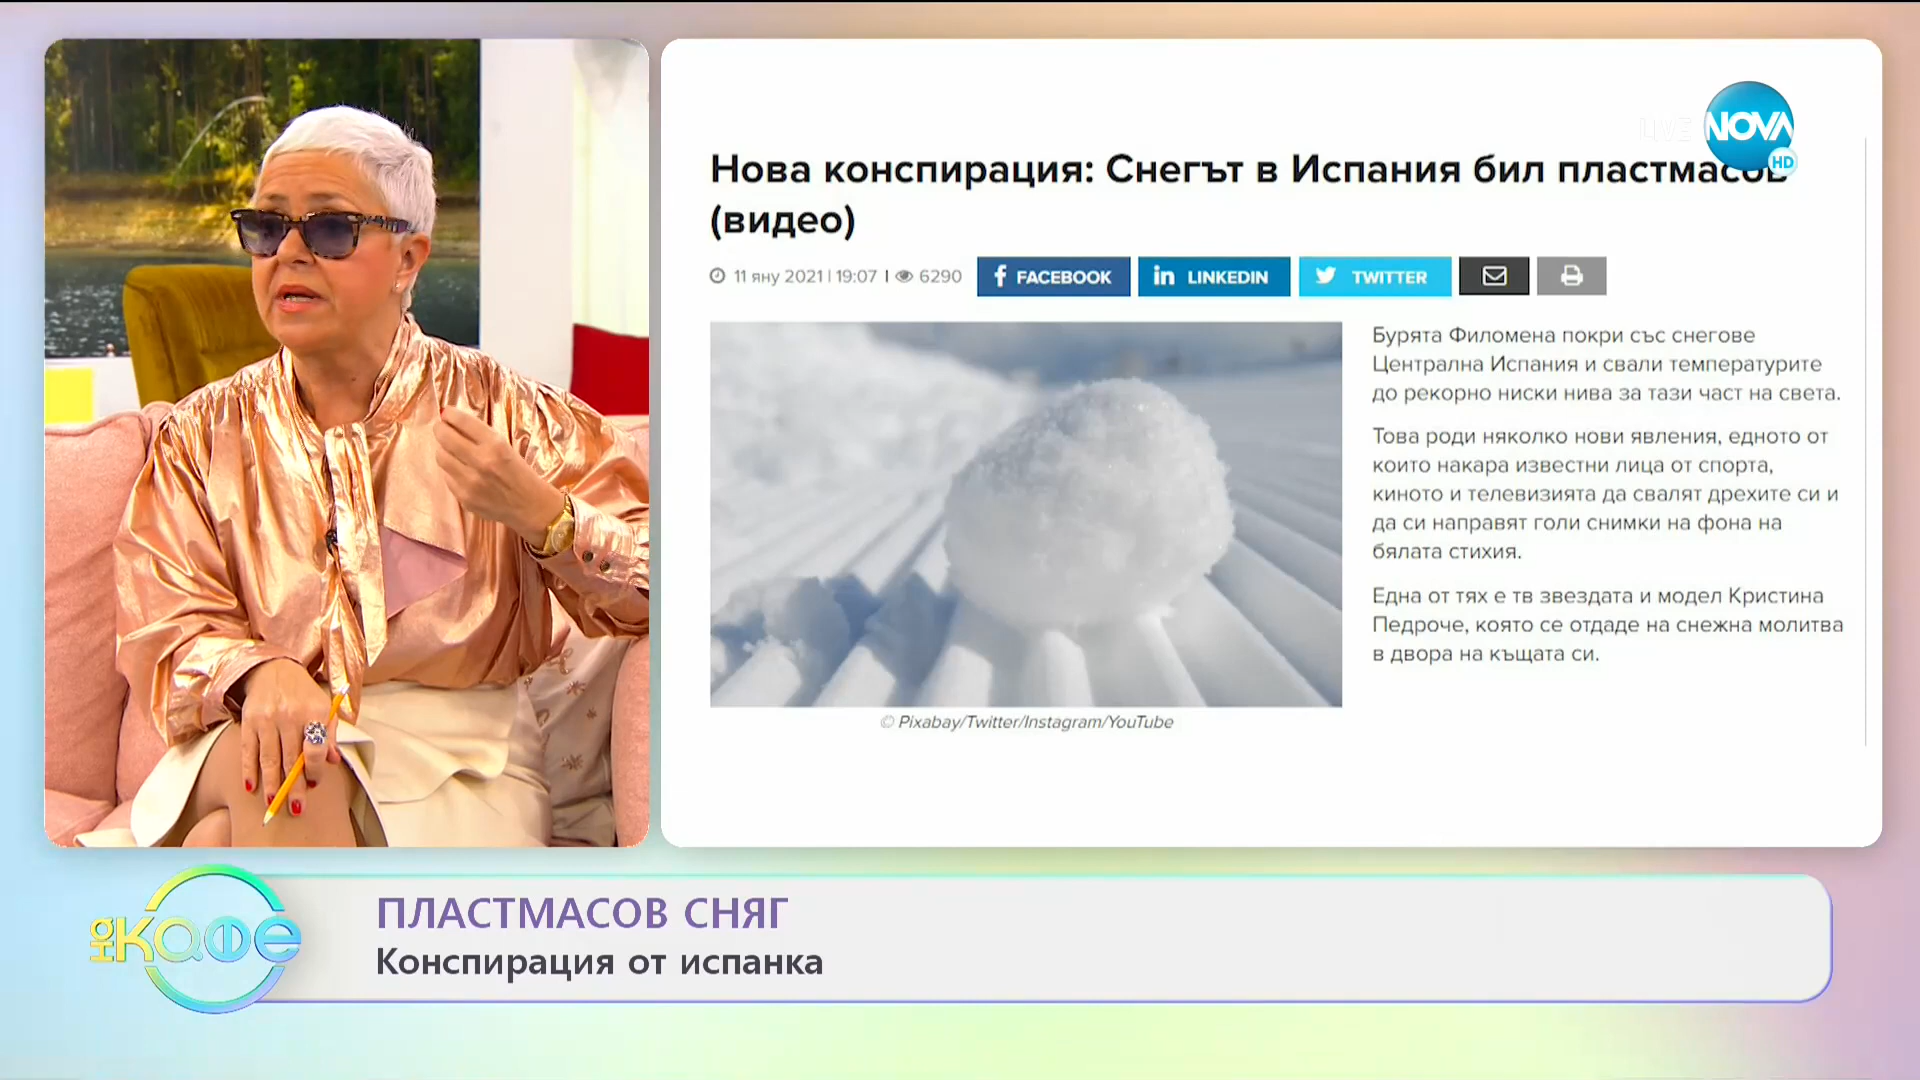 LIVE NOVA
HD
Нова конспирация: Снегът в Испания бил пластмасов
(видео)
11 яну 2021 | 19:07 | 6290 FACEBOOK LINKEDIN TWITTER
Бурята Филомена покри със снегове
Централна Испания и свали температурите
до рекорно ниски нива за тази част на света.
Това роди няколко нови явления, едното от
които накара известни лица от спорта,
киното и телевизията да свалят дрехите си и
да си направят голи снимки на фона на
бялата стихия.
Една от тях е тв звездата и модел Кристина
Педроче, която се отдаде на снежна молитва
в двора на къщата си.
© Pixabay/Twitter/Instagram/YouTube
на кафе
ПЛАСТМАСОВ СНЯГ
Конспирация от испанка